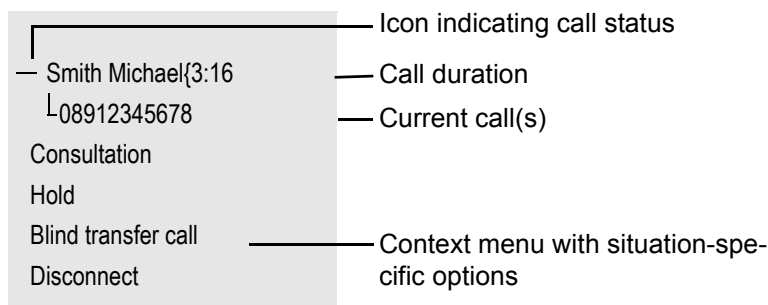 Icon indicating call status
Smith Michael{3:16
Call duration
08912345678
Current call(s)
Consultation
Hold
Blind transfer call
Disconnect
Context menu with situation-spe-
cific options